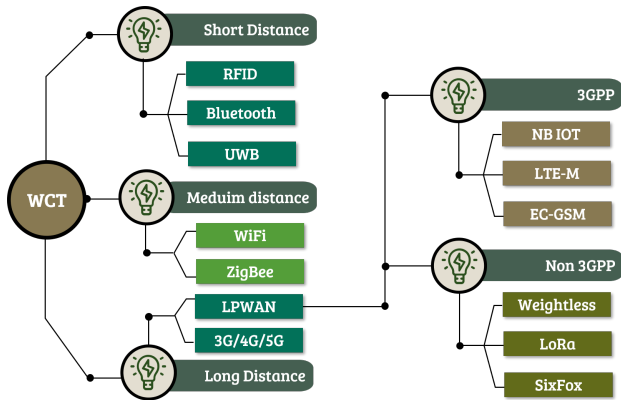 WCT
Short Distance
RFID
Bluetooth
UWB
Meduim distance
WiFi
ZigBee
LPWAN
3G/4G/5G
Long Distance
3GPP
NB IOT
LTE-M
EC-GSM
Non 3GPP
Weightless
LoRa
SixFox